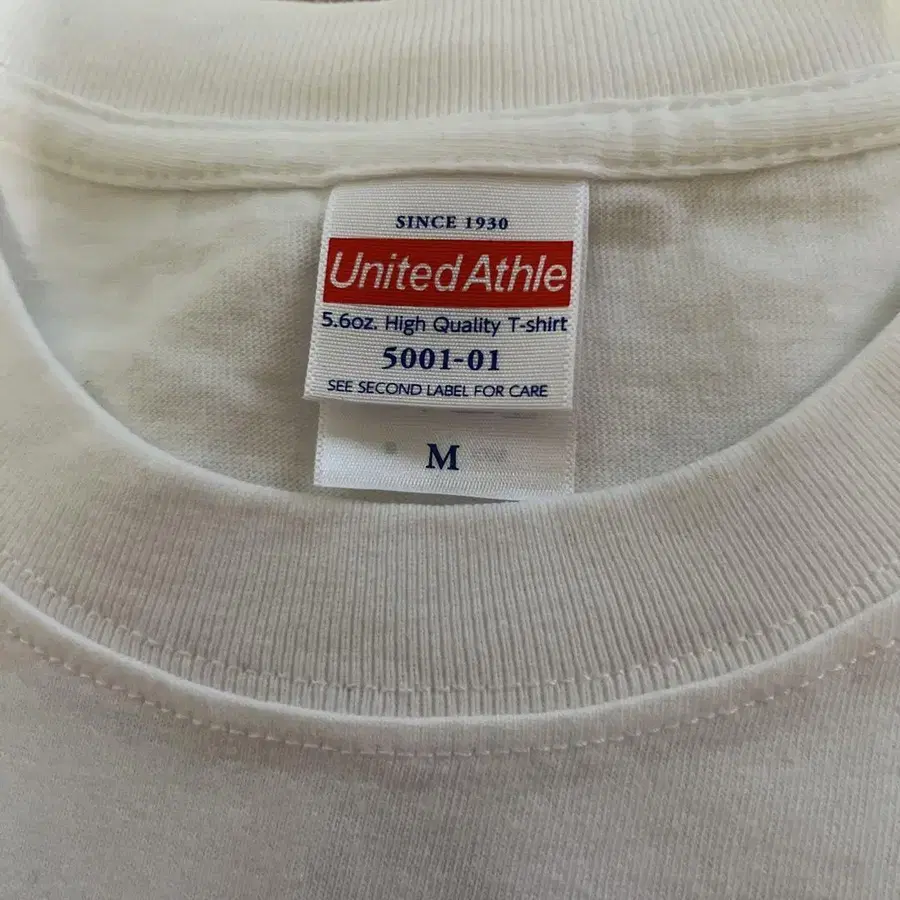 SINCE 1930
United Athle
5.6oz. High Quality T-shirt
5001-01
SEE SECOND LABEL FOR CARE
M